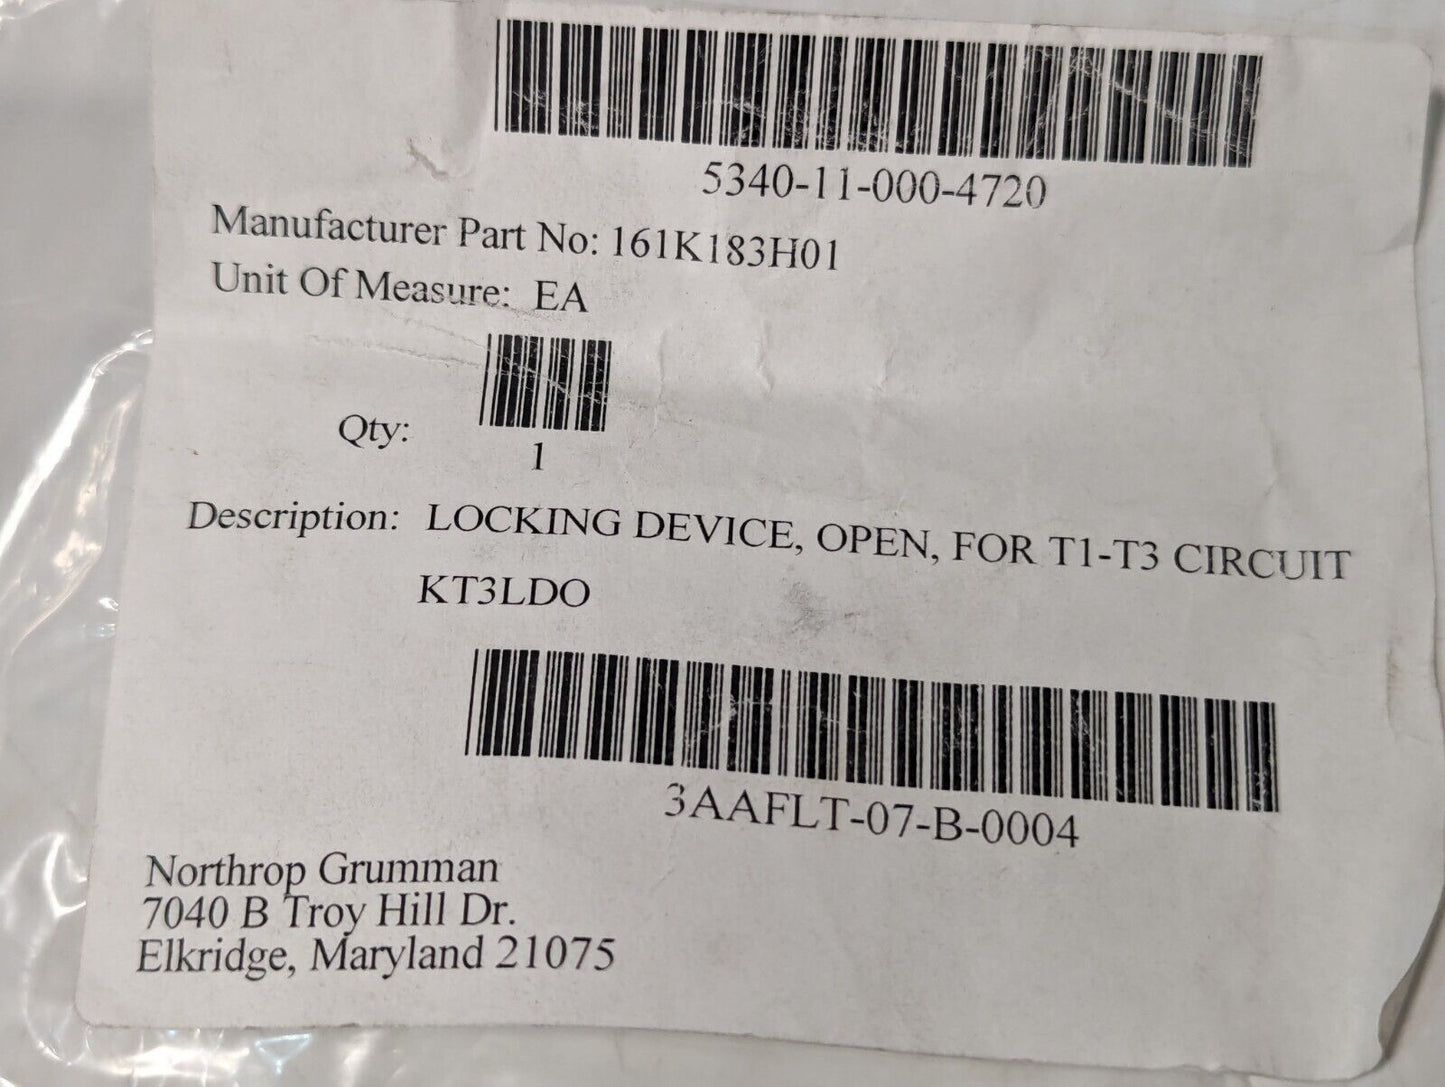 5340-11-000-4720
Manufacturer Part No: 161K183H01
Unit Of Measure: EA
Qty:
1
Description: LOCKING DEVICE, OPEN, FOR T1-T3 CIRCUIT
KT3LDO
3AAFLT-07-B-0004
Northrop Grumman
7040 B Troy Hill Dr.
Elkridge, Maryland 21075